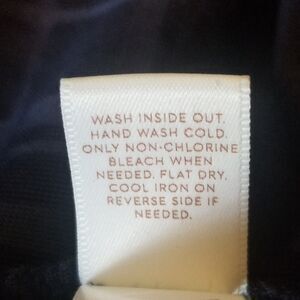 WASH INSIDE OUT.
HAND WASH COLD.
ONLY NON-CHLORINE
BLEACH WHEN
NEEDED. FLAT DRY.
COOL IRON ON
REVERSE SIDE IF
NEEDED.